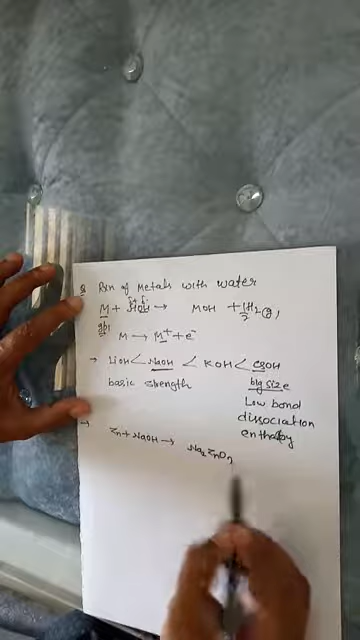 Q Rxn of Metals with water
M + HOH → MOH + 1/2 H₂(g)
M → M⁺ + e⁻
→ LiOH < NaOH < KOH < CsOH
basic strength
big size
Low bond
dissociation
enthalpy
→ Zn + NaOH → Na₂ZnO₂